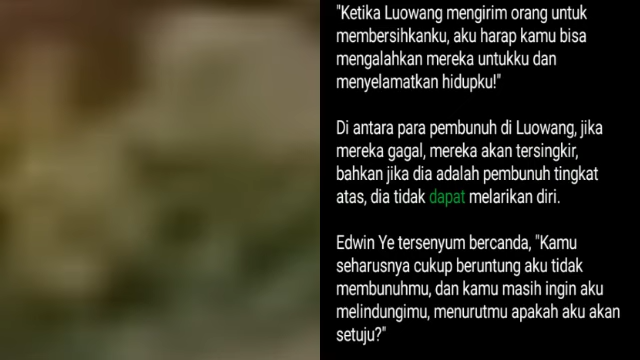 "Ketika Luowang mengirim orang untuk
membersihkanku, aku harap kamu bisa
mengalahkan mereka untukku dan
menyelamatkan hidupku!"
Di antara para pembunuh di Luowang, jika
mereka gagal, mereka akan tersingkir,
bahkan jika dia adalah pembunuh tingkat
atas, dia tidak dapat melarikan diri.
Edwin Ye tersenyum bercanda, "Kamu
seharusnya cukup beruntung aku tidak
membunuhmu, dan kamu masih ingin aku
melindungimu, menurutmu apakah aku akan
setuju?"